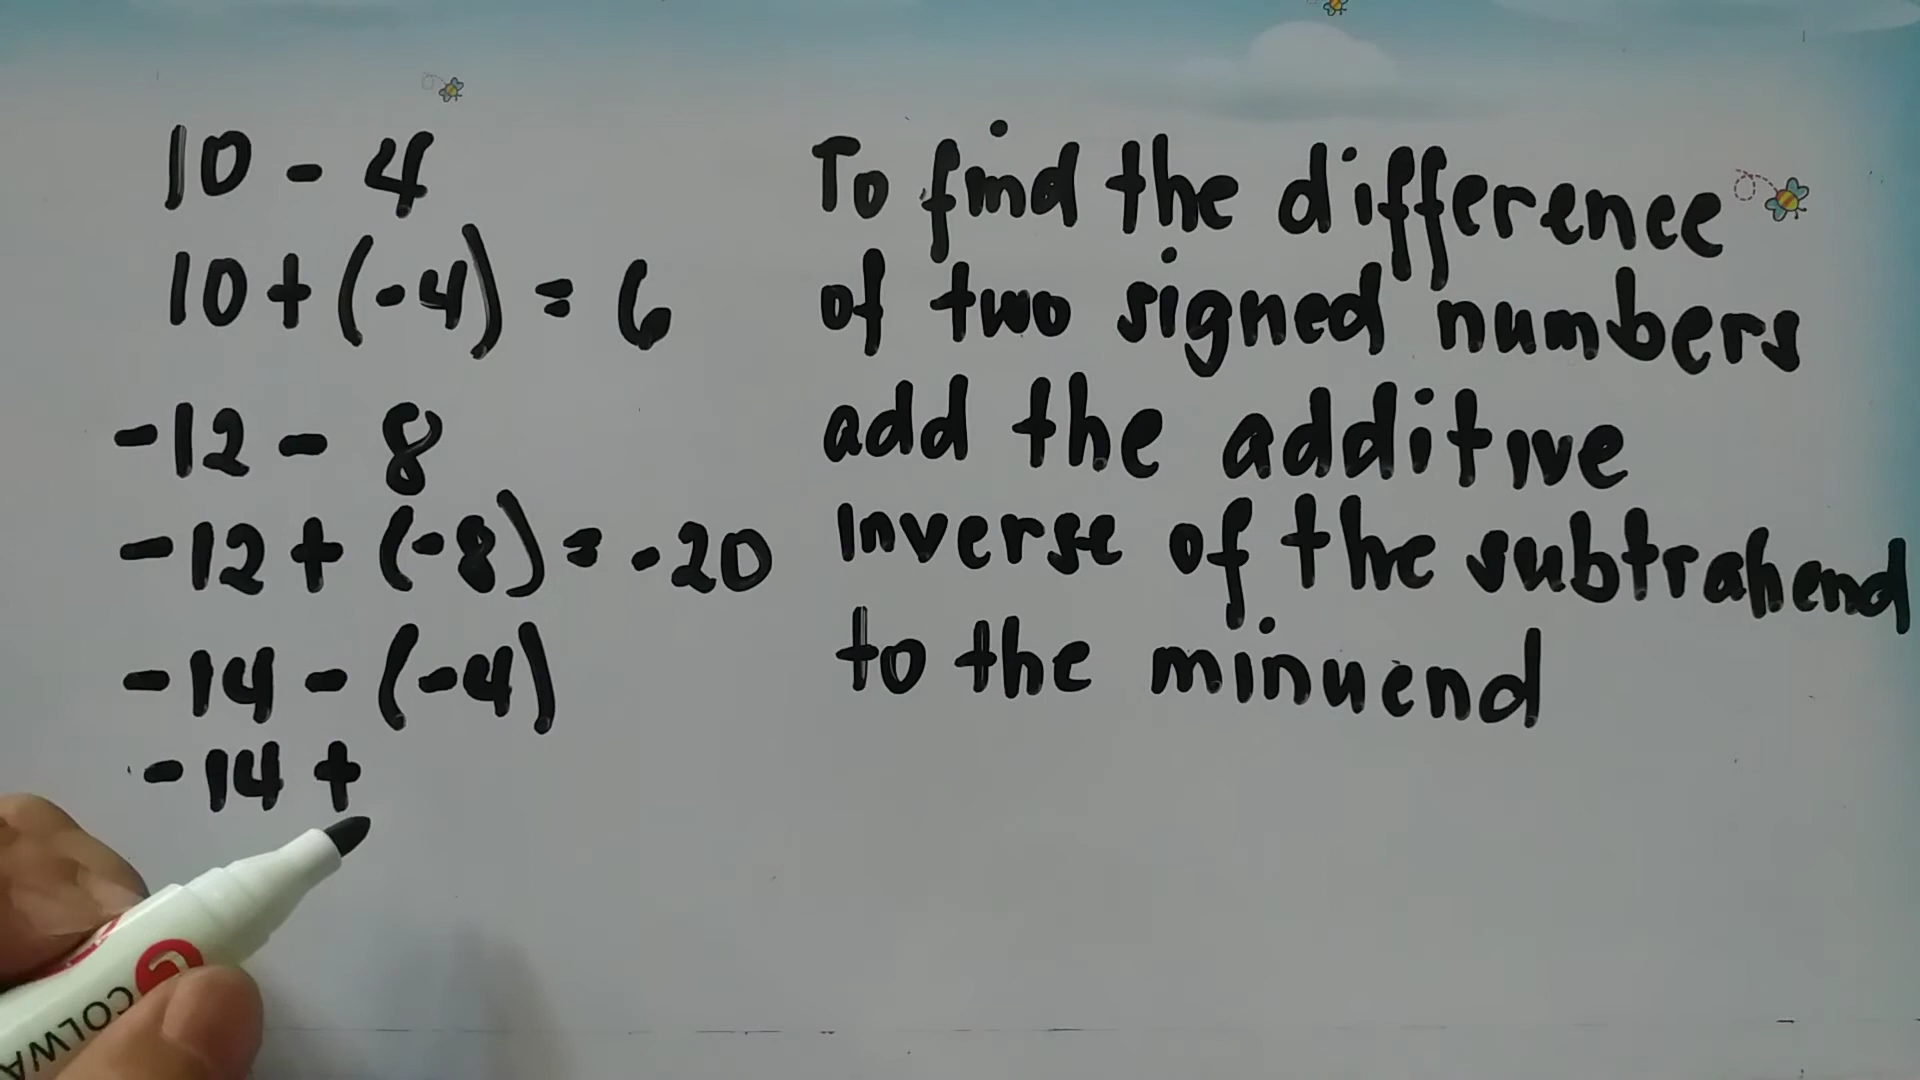 10 - 4
10 + (-4) = 6
-12 - 8
-12 + (-8) = -20
-14 - (-4)
-14 +
To find the difference
of two signed numbers
add the additive
inverse of the subtrahend
to the minuend
COLWA